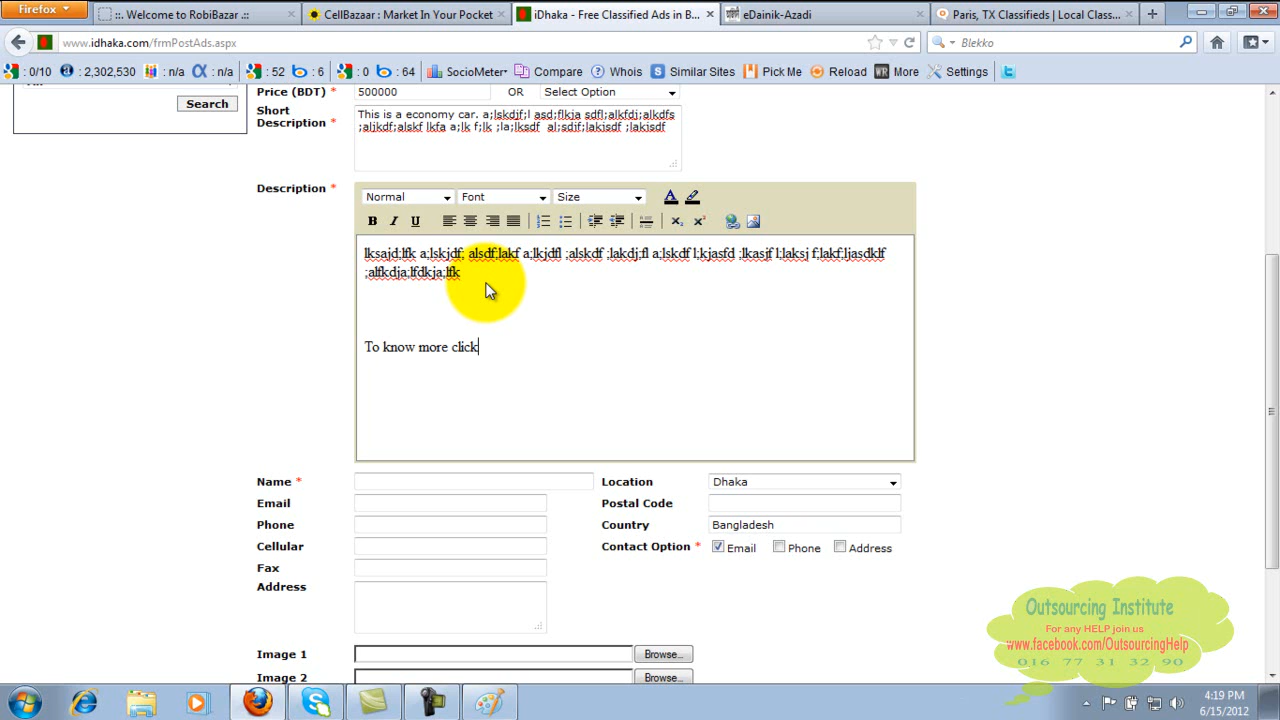 Firefox
:: Welcome to RobiBazar ::.
CellBazaar : Market In Your Pocket
iDhaka - Free Classified Ads in B...
eDainik-Azadi
Paris, TX Classifieds | Local Class...
www.idhaka.com/frmPostAds.aspx
Blekko
: 0/10
: 2,302,530
: n/a
: n/a
: 52
: 6
: 0
: 64
SocioMeter
Compare
Whois
Similar Sites
Pick Me
Reload
More
Settings
Search
Price (BDT) *
500000
OR
Select Option
Short
Description *
This is a economy car. a;lskdjf;l asd;flkja sdfl;alkfdj;alkdfs
;aljkdf;alskf lkfa a;lk f;lk ;la;lksdf al;sdjf;lakjsdf ;lakjsdf
Description *
Normal
Font
Size
lksajd;lfk a;lskjdf; alsdf;lakf a;lkjdfl ;alskdf ;lakdj;fl a;lskdf l;kjasfd ;lkasjf l;laksj f;lakf;ljasdklf
;alfkdja;lfdkja;lfk
To know more click
Name *
Location
Dhaka
Email
Postal Code
Phone
Country
Bangladesh
Cellular
Contact Option *
Email
Phone
Address
Fax
Address
Outsourcing Institute
For any HELP join us
www.facebook.com/OutsourcingHelp
016 77 31 32 90
Image 1
Browse...
Image 2
Browse...
4:19 PM
6/15/2012